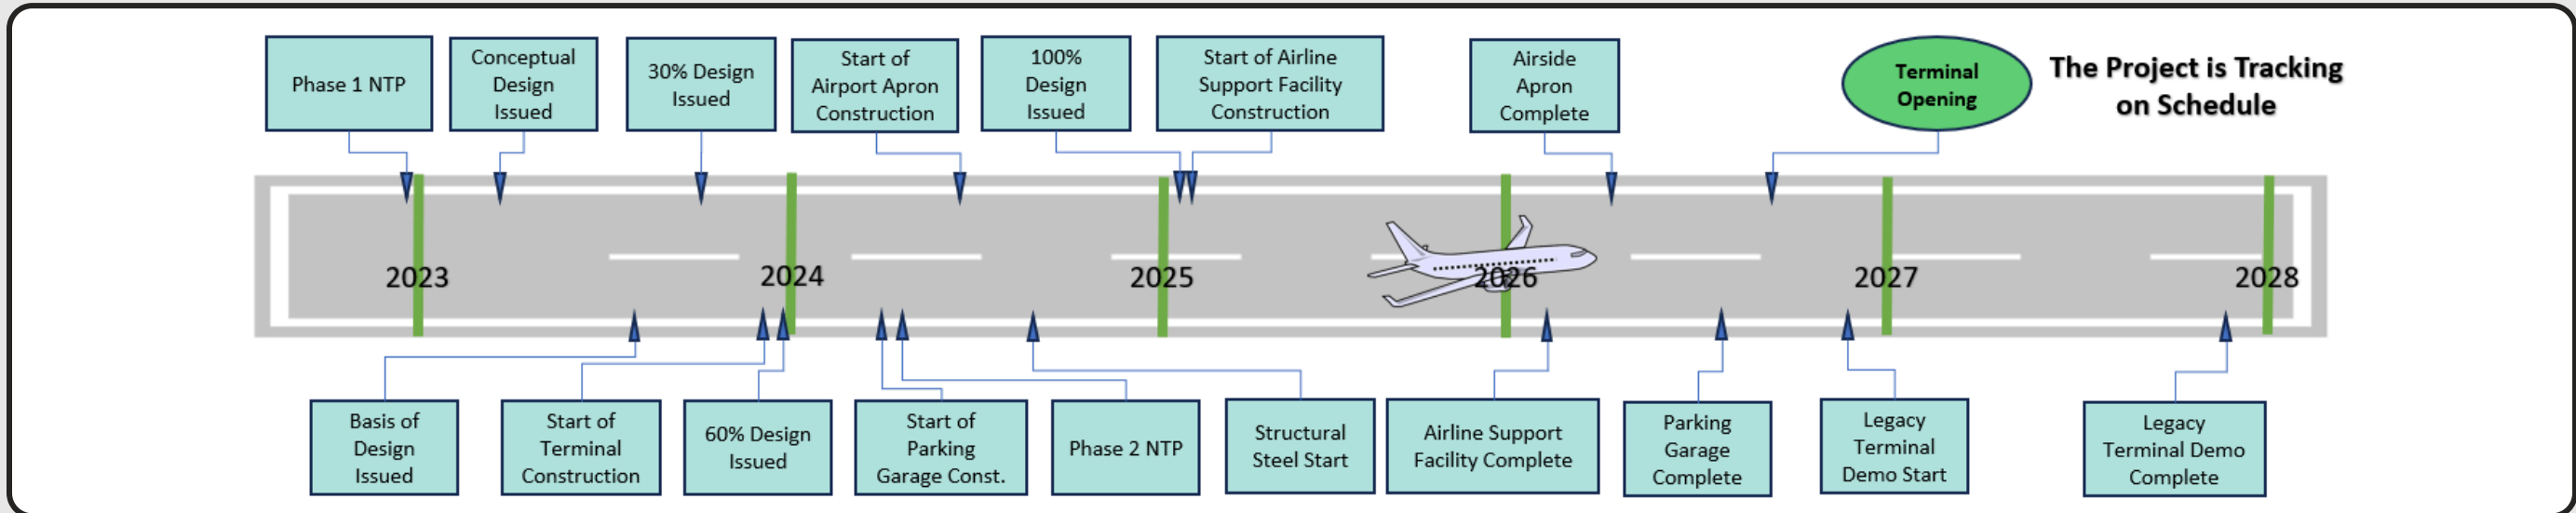 Phase 1 NTP
Conceptual
Design
Issued
30% Design
Issued
Start of
Airport Apron
Construction
100%
Design
Issued
Start of Airline
Support Facility
Construction
Airside
Apron
Complete
Terminal
Opening
The Project is Tracking
on Schedule
2023
2024
2025
2026
2027
2028
Basis of
Design
Issued
Start of
Terminal
Construction
60% Design
Issued
Start of
Parking
Garage Const.
Phase 2 NTP
Structural
Steel Start
Airline Support
Facility Complete
Parking
Garage
Complete
Legacy
Terminal
Demo Start
Legacy
Terminal Demo
Complete